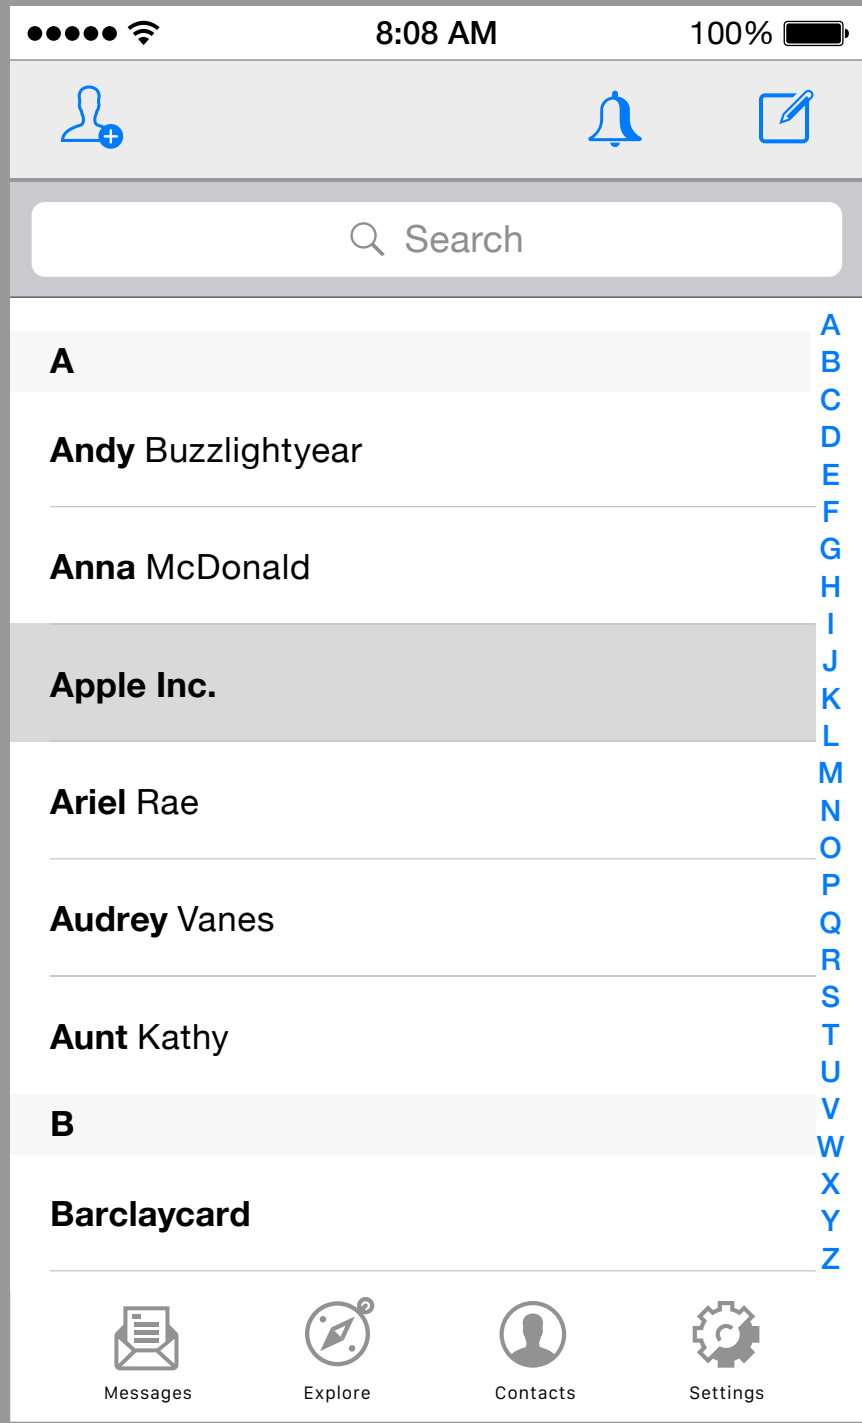 8:08 AM 100%
Search
A
Andy Buzzlightyear
Anna McDonald
Apple Inc.
Ariel Rae
Audrey Vanes
Aunt Kathy
B
Barclaycard
A
B
C
D
E
F
G
H
I
J
K
L
M
N
O
P
Q
R
S
T
U
V
W
X
Y
Z
Messages Explore Contacts Settings